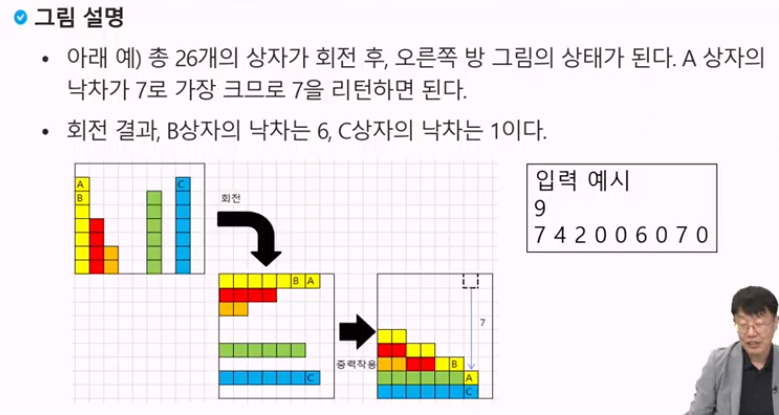 그림 설명
• 아래 예) 총 26개의 상자가 회전 후, 오른쪽 방 그림의 상태가 된다. A 상자의
낙차가 7로 가장 크므로 7을 리턴하면 된다.
• 회전 결과, B상자의 낙차는 6, C상자의 낙차는 1이다.
A
B
C
회전
B A
C
중력작용
7
B
A
C
입력 예시
9
7 4 2 0 0 6 0 7 0